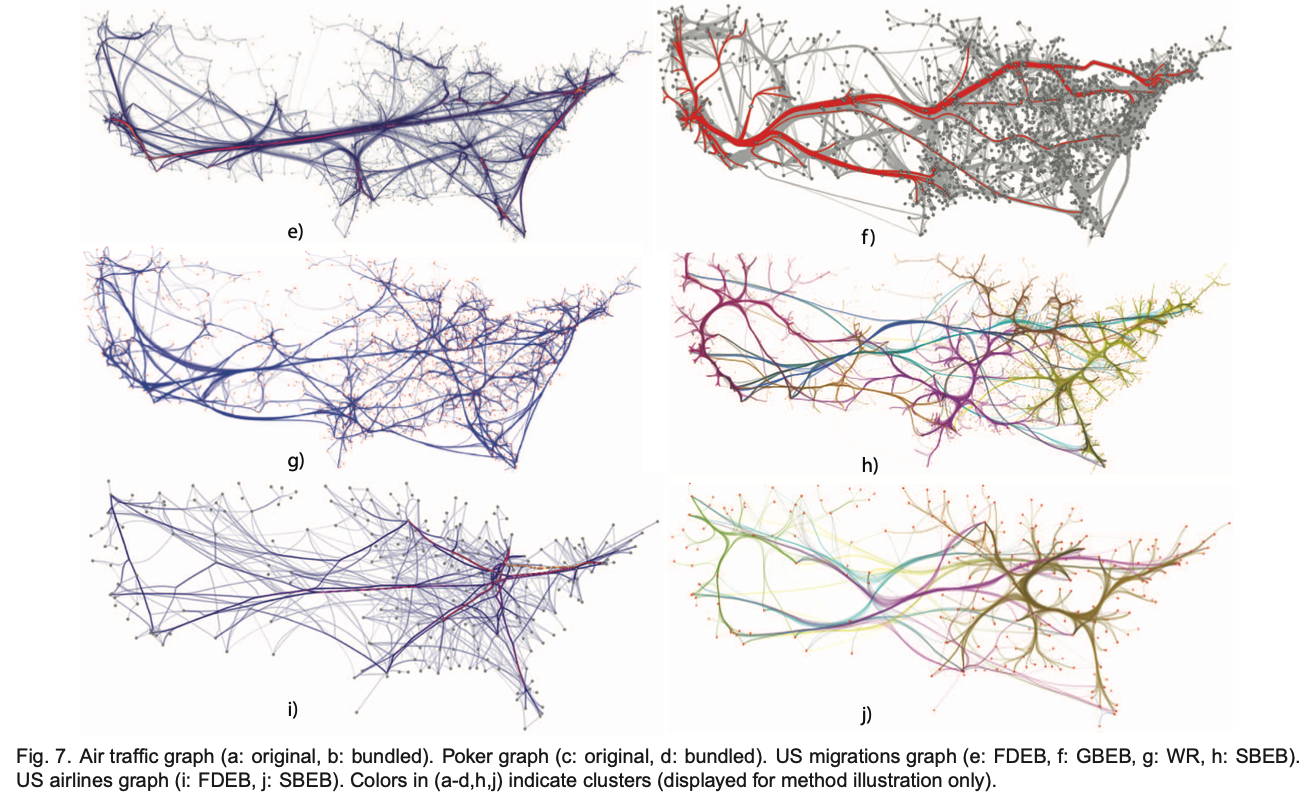 e)
f)
g)
h)
i)
j)
Fig. 7. Air traffic graph (a: original, b: bundled). Poker graph (c: original, d: bundled). US migrations graph (e: FDEB, f: GBEB, g: WR, h: SBEB).
US airlines graph (i: FDEB, j: SBEB). Colors in (a-d,h,j) indicate clusters (displayed for method illustration only).